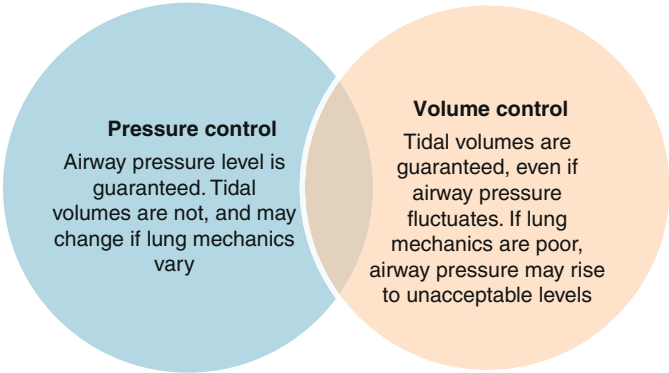 Pressure control
Airway pressure level is
guaranteed. Tidal
volumes are not, and may
change if lung mechanics
vary
Volume control
Tidal volumes are
guaranteed, even if
airway pressure
fluctuates. If lung
mechanics are poor,
airway pressure may rise
to unacceptable levels